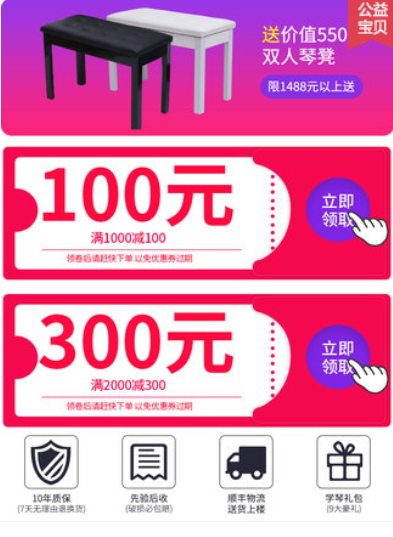 公益
宝贝
送价值550
双人琴凳
限1488元以上送
100元
满1000减100
领卷后请赶快下单 以免优惠券过期
立即
领取
300元
满2000减300
领卷后请赶快下单 以免优惠券过期
立即
领取
10年质保
(7天无理由退换货)
先验后收
(破损必包赔)
顺丰物流
送货上楼
学琴礼包
(9大豪礼)